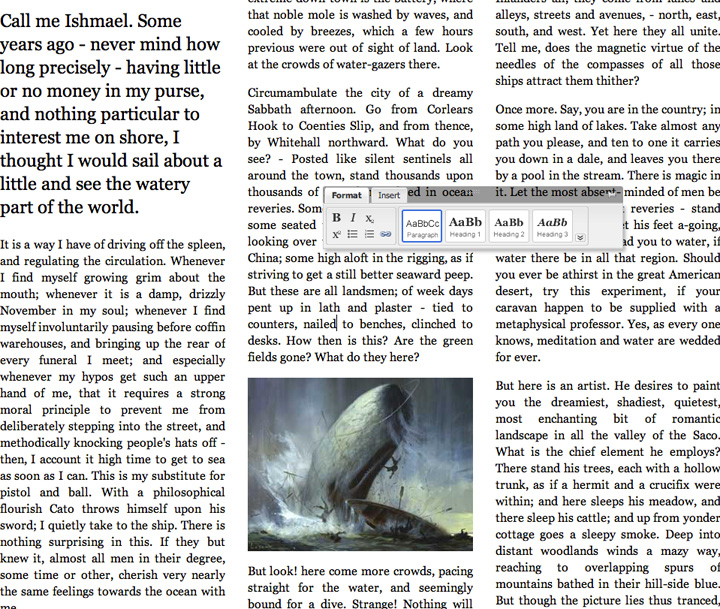 Call me Ishmael. Some
years ago - never mind how
long precisely - having little
or no money in my purse,
and nothing particular to
interest me on shore, I
thought I would sail about a
little and see the watery
part of the world.
It is a way I have of driving off the spleen,
and regulating the circulation. Whenever
I find myself growing grim about the
mouth; whenever it is a damp, drizzly
November in my soul; whenever I find
myself involuntarily pausing before coffin
warehouses, and bringing up the rear of
every funeral I meet; and especially
whenever my hypos get such an upper
hand of me, that it requires a strong
moral principle to prevent me from
deliberately stepping into the street, and
methodically knocking people's hats off -
then, I account it high time to get to sea
as soon as I can. This is my substitute for
pistol and ball. With a philosophical
flourish Cato throws himself upon his
sword; I quietly take to the ship. There is
nothing surprising in this. If they but
knew it, almost all men in their degree,
some time or other, cherish very nearly
the same feelings towards the ocean with
me.
extreme down-town is the battery, where
that noble mole is washed by waves, and
cooled by breezes, which a few hours
previous were out of sight of land. Look
at the crowds of water-gazers there.
Circumambulate the city of a dreamy
Sabbath afternoon. Go from Corlears
Hook to Coenties Slip, and from thence,
by Whitehall northward. What do you
see? - Posted like silent sentinels all
around the town, stand thousands upon
thousands of in ocean
reveries. Some
some seated
looking over
China; some high aloft in the rigging, as if
striving to get a still better seaward peep.
But these are all landsmen; of week days
pent up in lath and plaster - tied to
counters, nailed to benches, clinched to
desks. How then is this? Are the green
fields gone? What do they here?
But look! here come more crowds, pacing
straight for the water, and seemingly
bound for a dive. Strange! Nothing will
Format Insert
B I x₂
x²
AaBbCc AaBb AaBb AaBb
Paragraph Heading 1 Heading 2 Heading 3
inlanders all, they come from lanes and
alleys, streets and avenues, - north, east,
south, and west. Yet here they all unite.
Tell me, does the magnetic virtue of the
needles of the compasses of all those
ships attract them thither?
Once more. Say, you are in the country; in
some high land of lakes. Take almost any
path you please, and ten to one it carries
you down in a dale, and leaves you there
by a pool in the stream. There is magic in
it. Let the most absent-minded of men be
reveries - stand
his feet a-going,
you to water, if
water there be in all that region. Should
you ever be athirst in the great American
desert, try this experiment, if your
caravan happen to be supplied with a
metaphysical professor. Yes, as every one
knows, meditation and water are wedded
for ever.
But here is an artist. He desires to paint
you the dreamiest, shadiest, quietest,
most enchanting bit of romantic
landscape in all the valley of the Saco.
What is the chief element he employs?
There stand his trees, each with a hollow
trunk, as if a hermit and a crucifix were
within; and here sleeps his meadow, and
there sleep his cattle; and up from yonder
cottage goes a sleepy smoke. Deep into
distant woodlands winds a mazy way,
reaching to overlapping spurs of
mountains bathed in their hill-side blue.
But though the picture lies thus tranced,